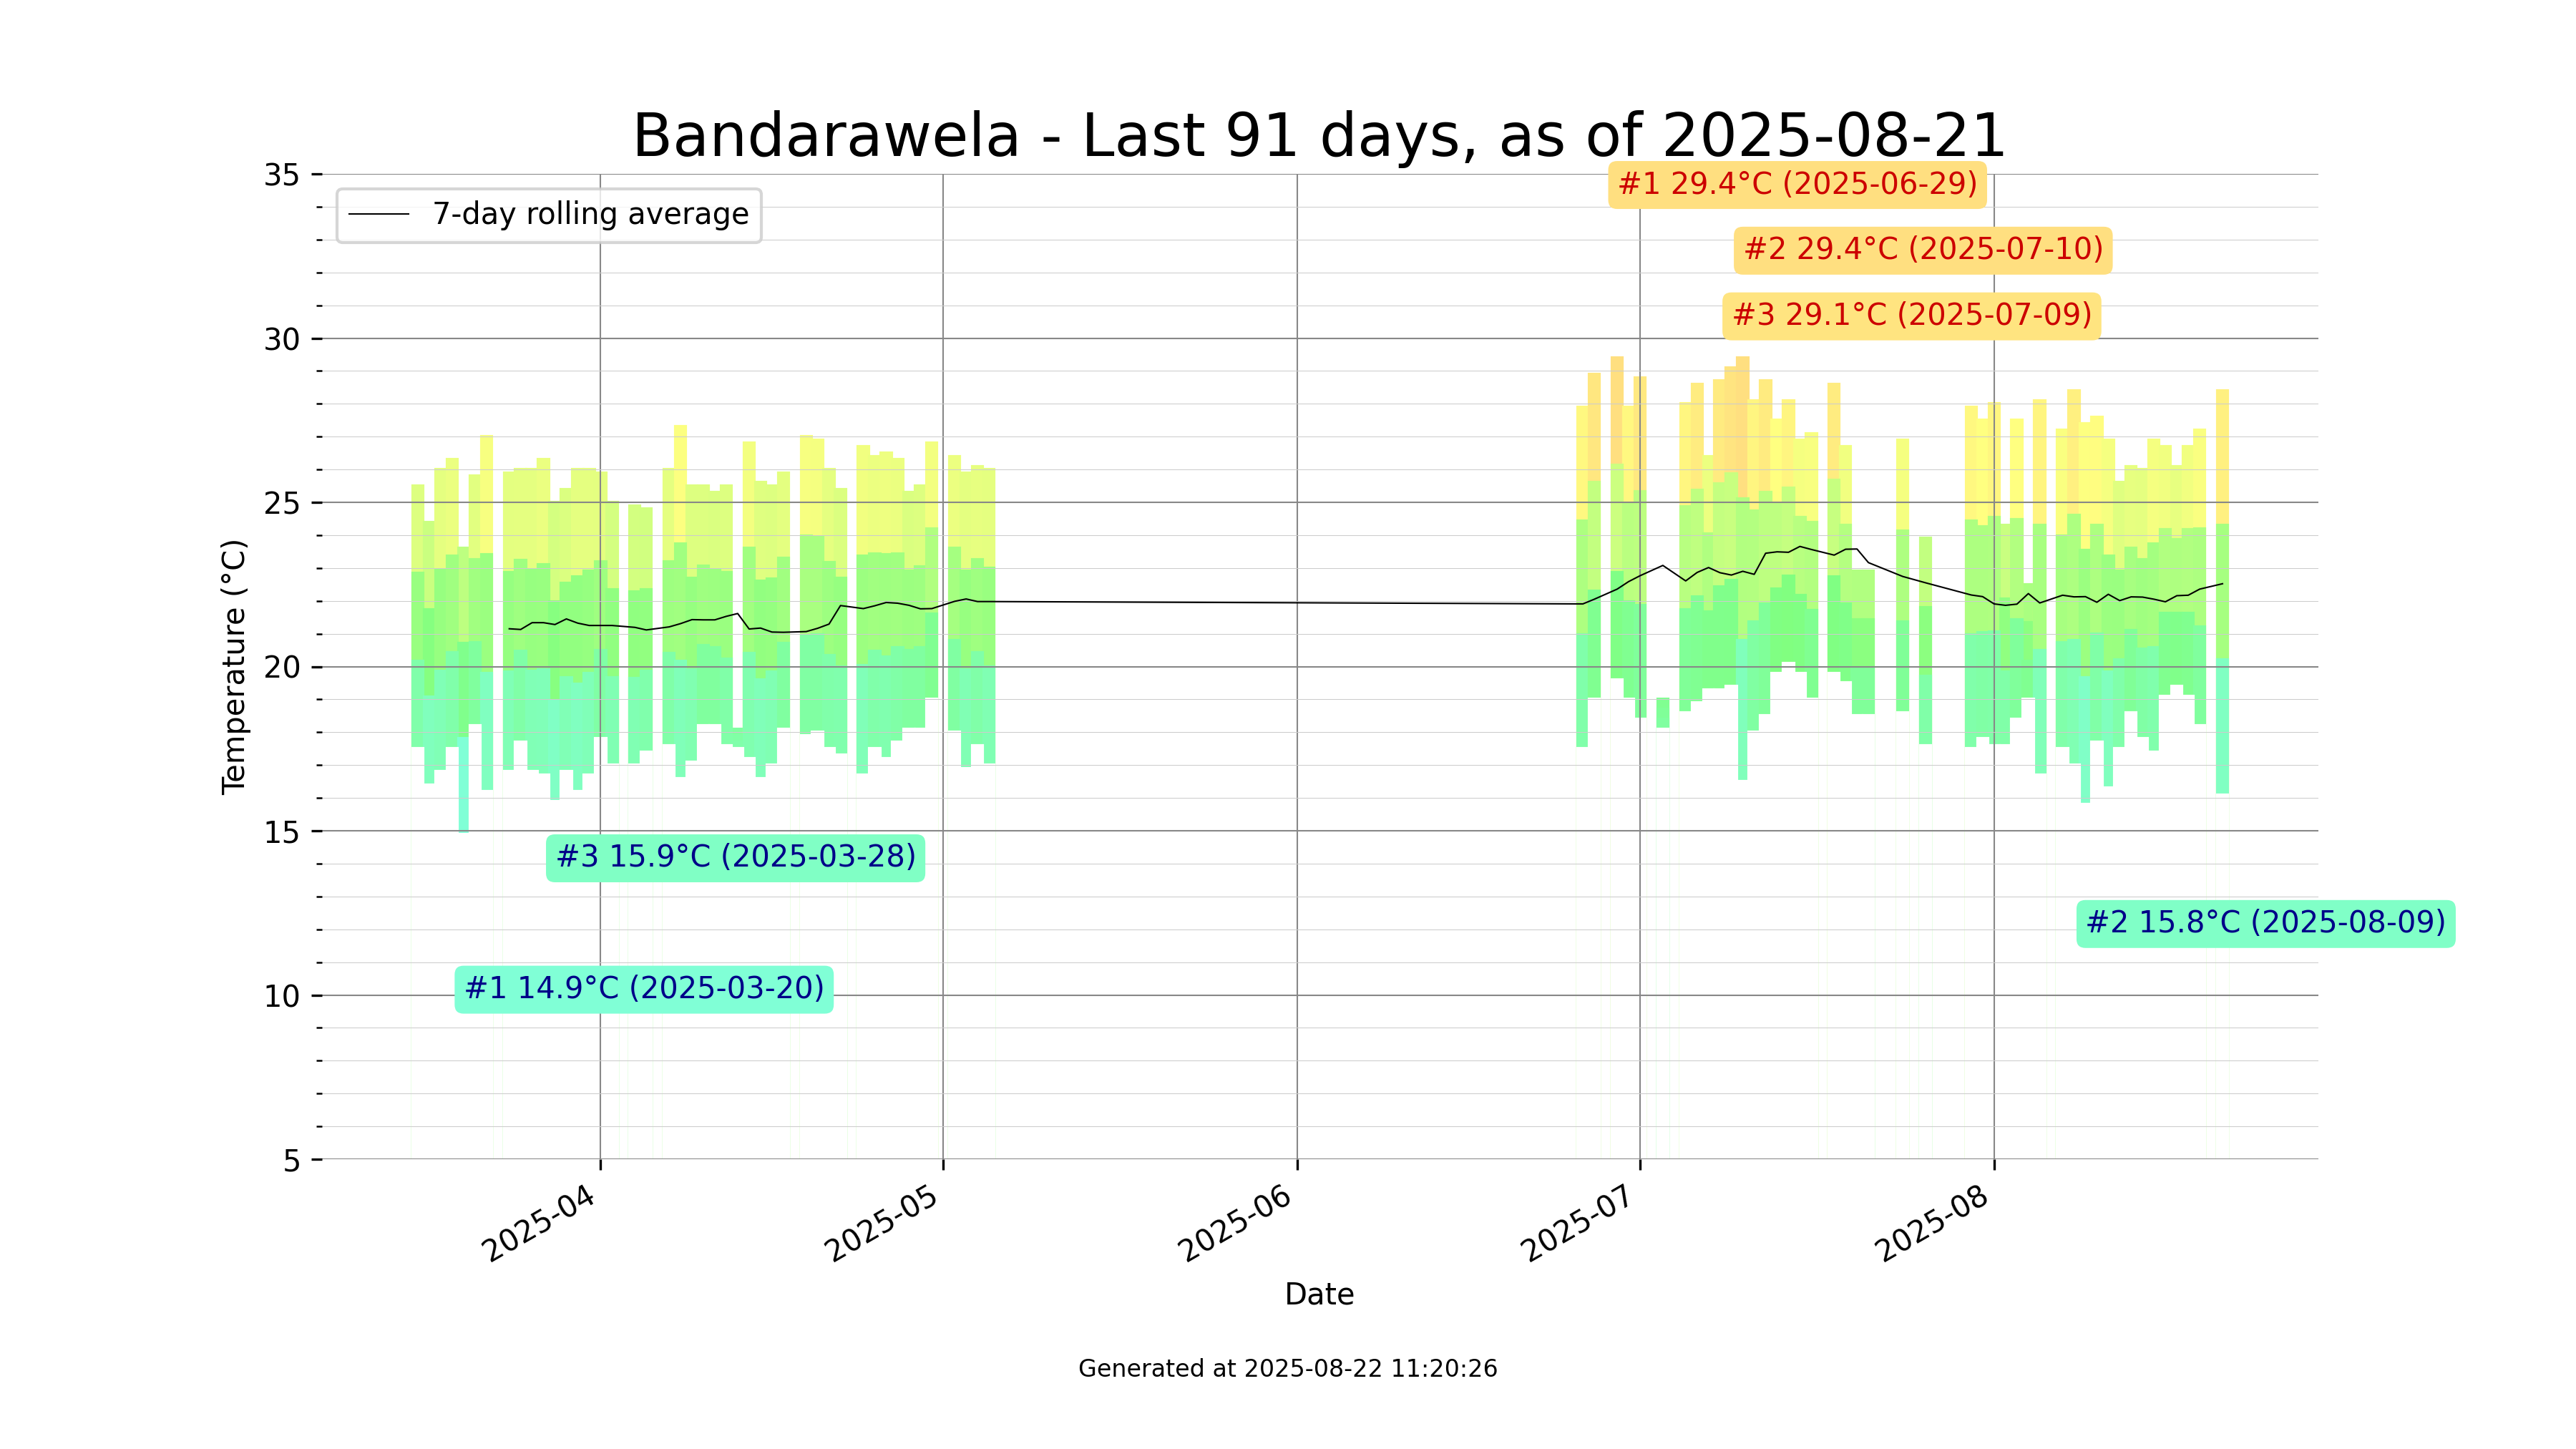 Bandarawela - Last 91 days, as of 2025-08-21
35
7-day rolling average
#1 29.4°C (2025-06-29)
#2 29.4°C (2025-07-10)
#3 29.1°C (2025-07-09)
30
25
20
15
10
5
Temperature (°C)
#3 15.9°C (2025-03-28)
#2 15.8°C (2025-08-09)
#1 14.9°C (2025-03-20)
2025-04
2025-05
2025-06
2025-07
2025-08
Date
Generated at 2025-08-22 11:20:26